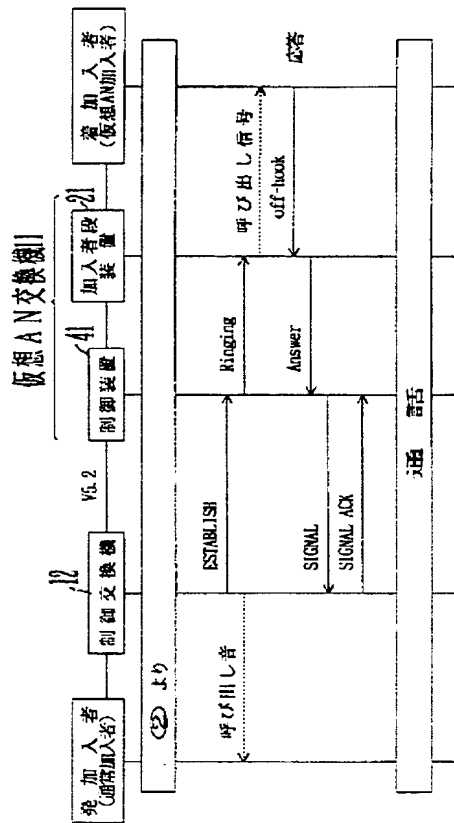 仮想AN交換機11
発加入者
(通常加入者)
12
制御交換機
V5.2
41
制御装置
21
加入者段
装置
着加入者
(仮想AN加入者)
② より
ESTABLISH
呼び出し音
Ringing
呼び出し信号
off-hook
応答
Answer
SIGNAL
SIGNAL ACK
通話